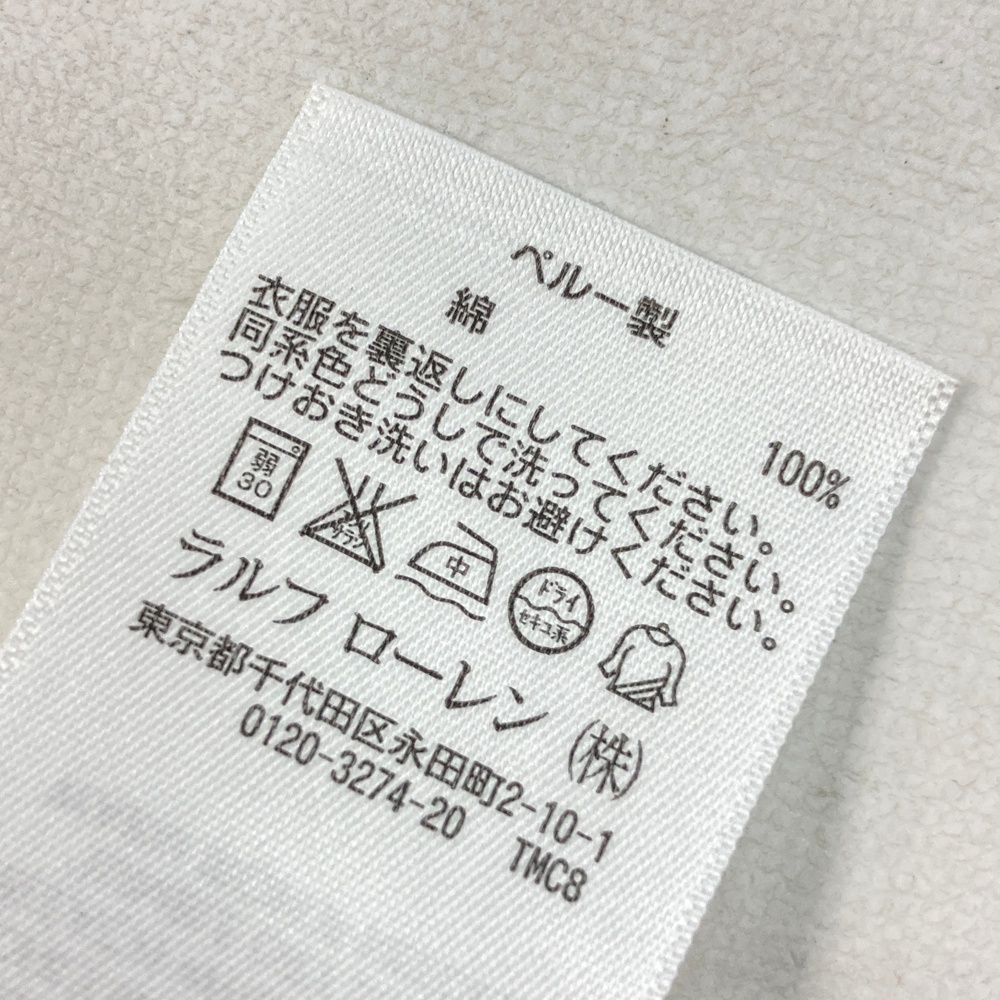 ペルー製
綿 100%
衣服を裏返しにしてください。
同系色どうしで洗ってください。
つけおき洗いはお避けください。
弱
30
エンソ
サラシ
中
ドライ
セキユ系
ラルフ ローレン (株)
東京都千代田区永田町2-10-1
0120-3274-20 TMC8